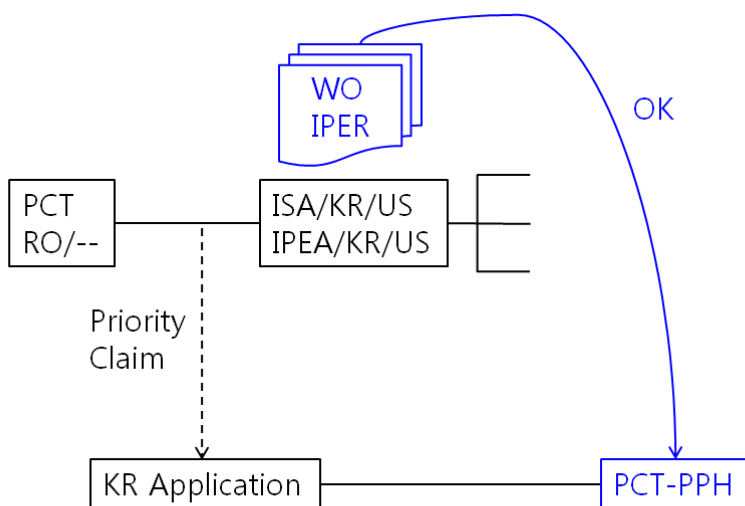 WO
IPER
OK
PCT
RO/--
ISA/KR/US
IPEA/KR/US
Priority
Claim
KR Application
PCT-PPH